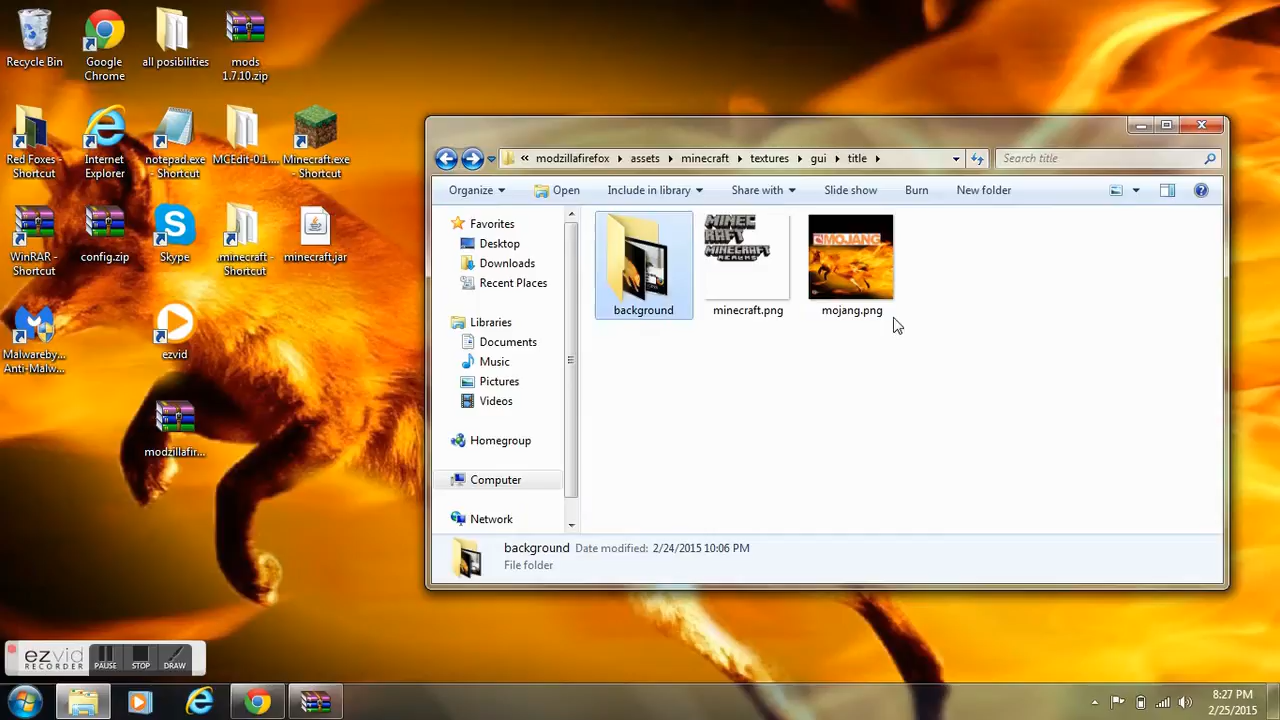 Recycle Bin
Google
Chrome
all posibilities
mods
1.7.10.zip
Red Foxes -
Shortcut
Internet
Explorer
notepad.exe
- Shortcut
MCEdit-0.1....
Minecraft.exe
- Shortcut
WinRAR -
Shortcut
config.zip
Skype
.minecraft -
Shortcut
minecraft.jar
Malwareby...
Anti-Malw...
ezvid
modzillafir...
« modzillafirefox
assets
minecraft
textures
gui
title
Search title
Organize
Open
Include in library
Share with
Slide show
Burn
New folder
Favorites
Desktop
Downloads
Recent Places
Libraries
Documents
Music
Pictures
Videos
Homegroup
Computer
Network
MINEC
RAFT
MINECRAFT
REALMS
MOJANG
background
minecraft.png
mojang.png
background Date modified: 2/24/2015 10:06 PM
File folder
ezvid
RECORDER
PAUSE
STOP
DRAW
8:27 PM
2/25/2015